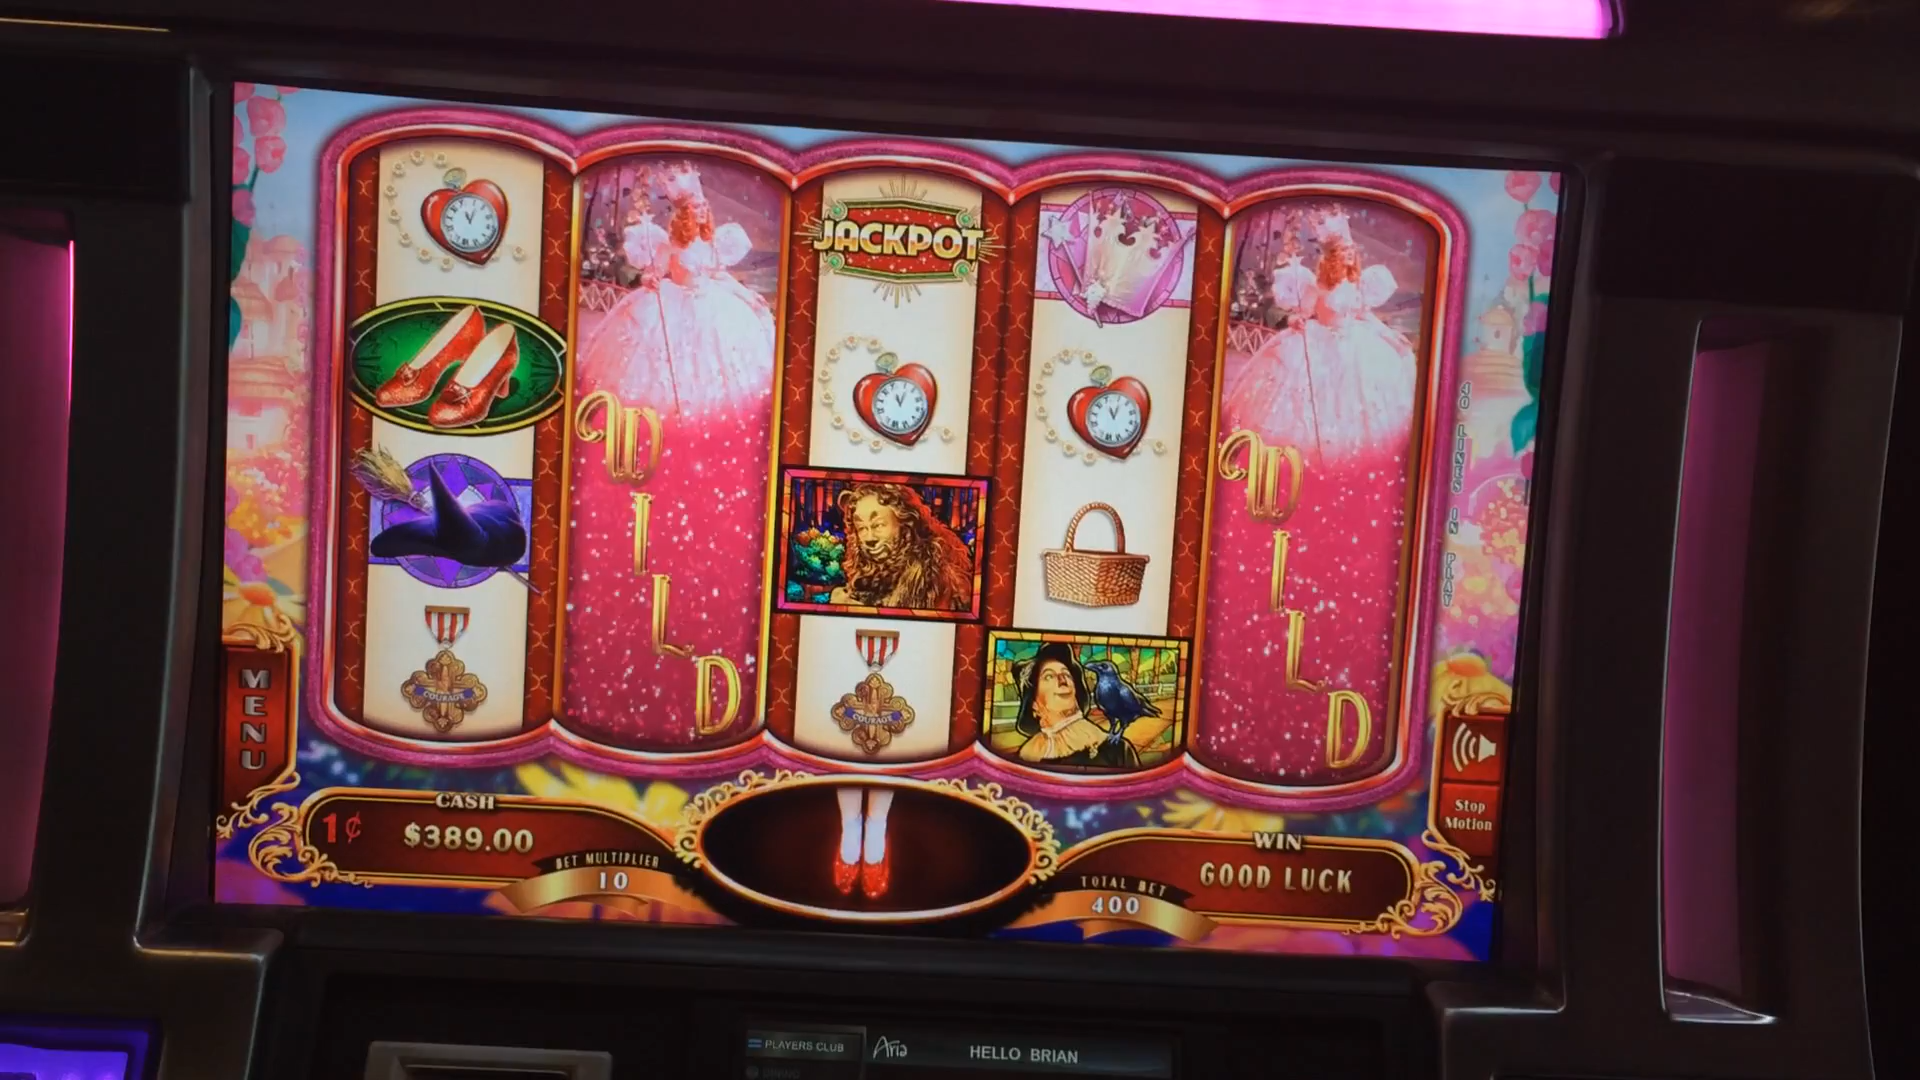 JACKPOT
WILD
WILD
COURAGE
COURAGE
40 LINES IN PLAY
MENU
Stop
Motion
CASH
1¢ $389.00
BET MULTIPLIER
10
WIN
GOOD LUCK
TOTAL BET
400
PLAYERS CLUB
Aria
HELLO BRIAN
DINING